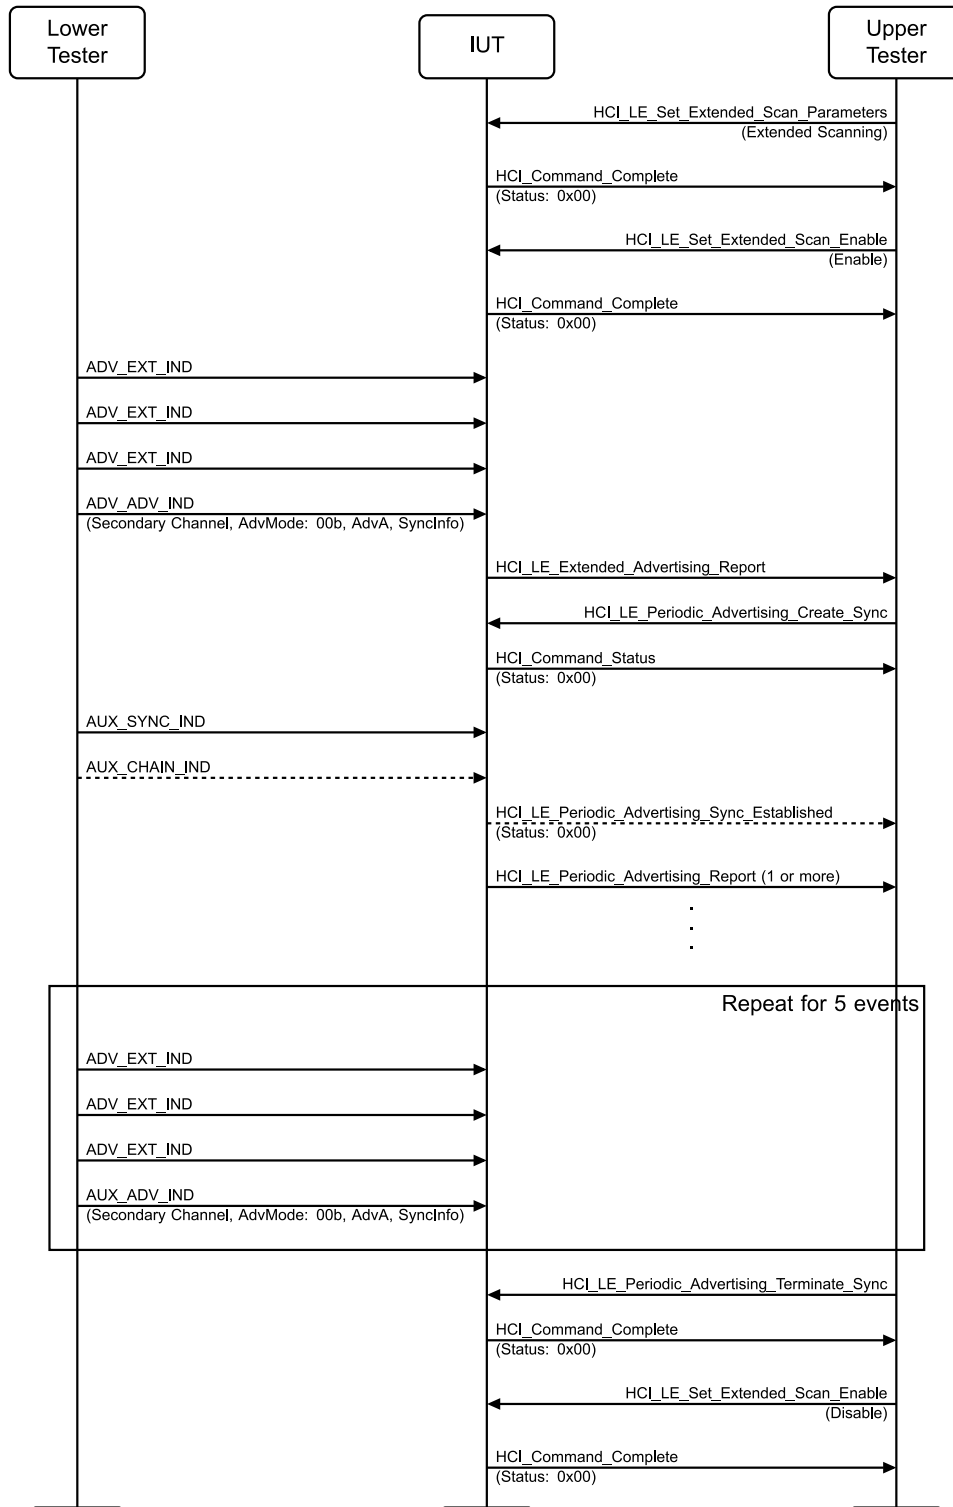 Lower
Tester
IUT
Upper
Tester
HCI_LE_Set_Extended_Scan_Parameters
(Extended Scanning)
HCI_Command_Complete
(Status: 0x00)
HCI_LE_Set_Extended_Scan_Enable
(Enable)
HCI_Command_Complete
(Status: 0x00)
ADV_EXT_IND
ADV_EXT_IND
ADV_EXT_IND
ADV_ADV_IND
(Secondary Channel, AdvMode: 00b, AdvA, SyncInfo)
HCI_LE_Extended_Advertising_Report
HCI_LE_Periodic_Advertising_Create_Sync
HCI_Command_Status
(Status: 0x00)
AUX_SYNC_IND
AUX_CHAIN_IND
HCI_LE_Periodic_Advertising_Sync_Established
(Status: 0x00)
HCI_LE_Periodic_Advertising_Report (1 or more)
.
.
.
Repeat for 5 events
ADV_EXT_IND
ADV_EXT_IND
ADV_EXT_IND
AUX_ADV_IND
(Secondary Channel, AdvMode: 00b, AdvA, SyncInfo)
HCI_LE_Periodic_Advertising_Terminate_Sync
HCI_Command_Complete
(Status: 0x00)
HCI_LE_Set_Extended_Scan_Enable
(Disable)
HCI_Command_Complete
(Status: 0x00)